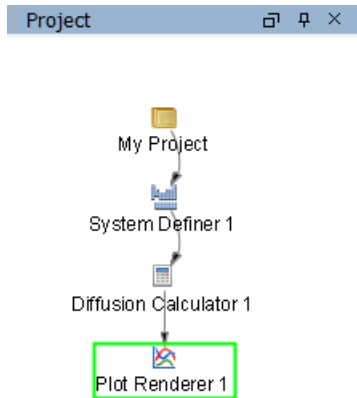 Project
My Project
System Definer 1
Diffusion Calculator 1
Plot Renderer 1